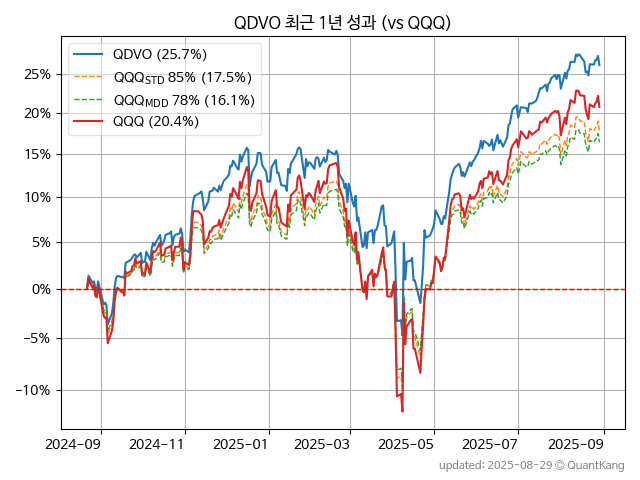 QDVO 최근 1년 성과 (vs QQQ)
QDVO (25.7%)
QQQSTD 85% (17.5%)
QQQMDD 78% (16.1%)
QQQ (20.4%)
25%
20%
15%
10%
5%
0%
−5%
−10%
2024-09 2024-11 2025-01 2025-03 2025-05 2025-07 2025-09
updated: 2025-08-29 © QuantKang